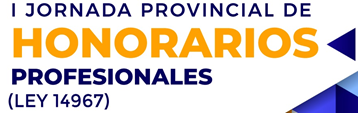 I JORNADA PROVINCIAL DE
HONORARIOS
PROFESIONALES
(LEY 14967)